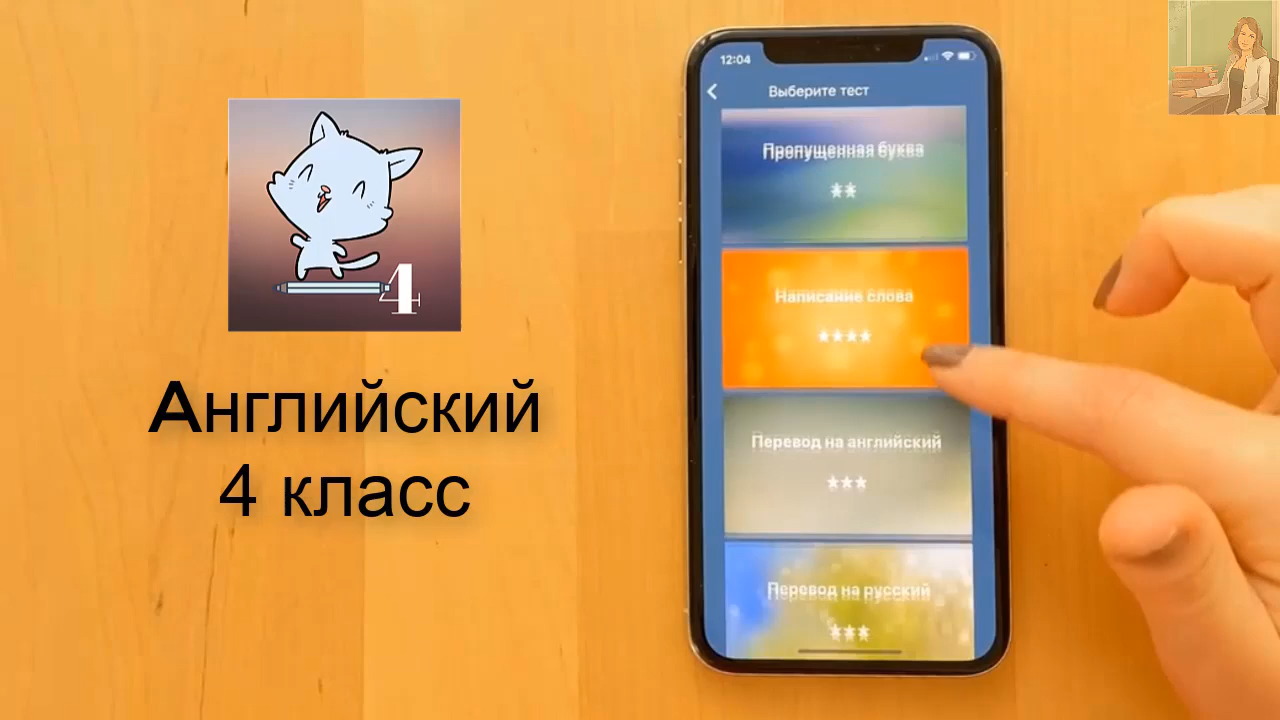 4
Английский
4 класс
12:04
Выберите тест
Пропущенная буква
Написание слова
Перевод на английский
Перевод на русский